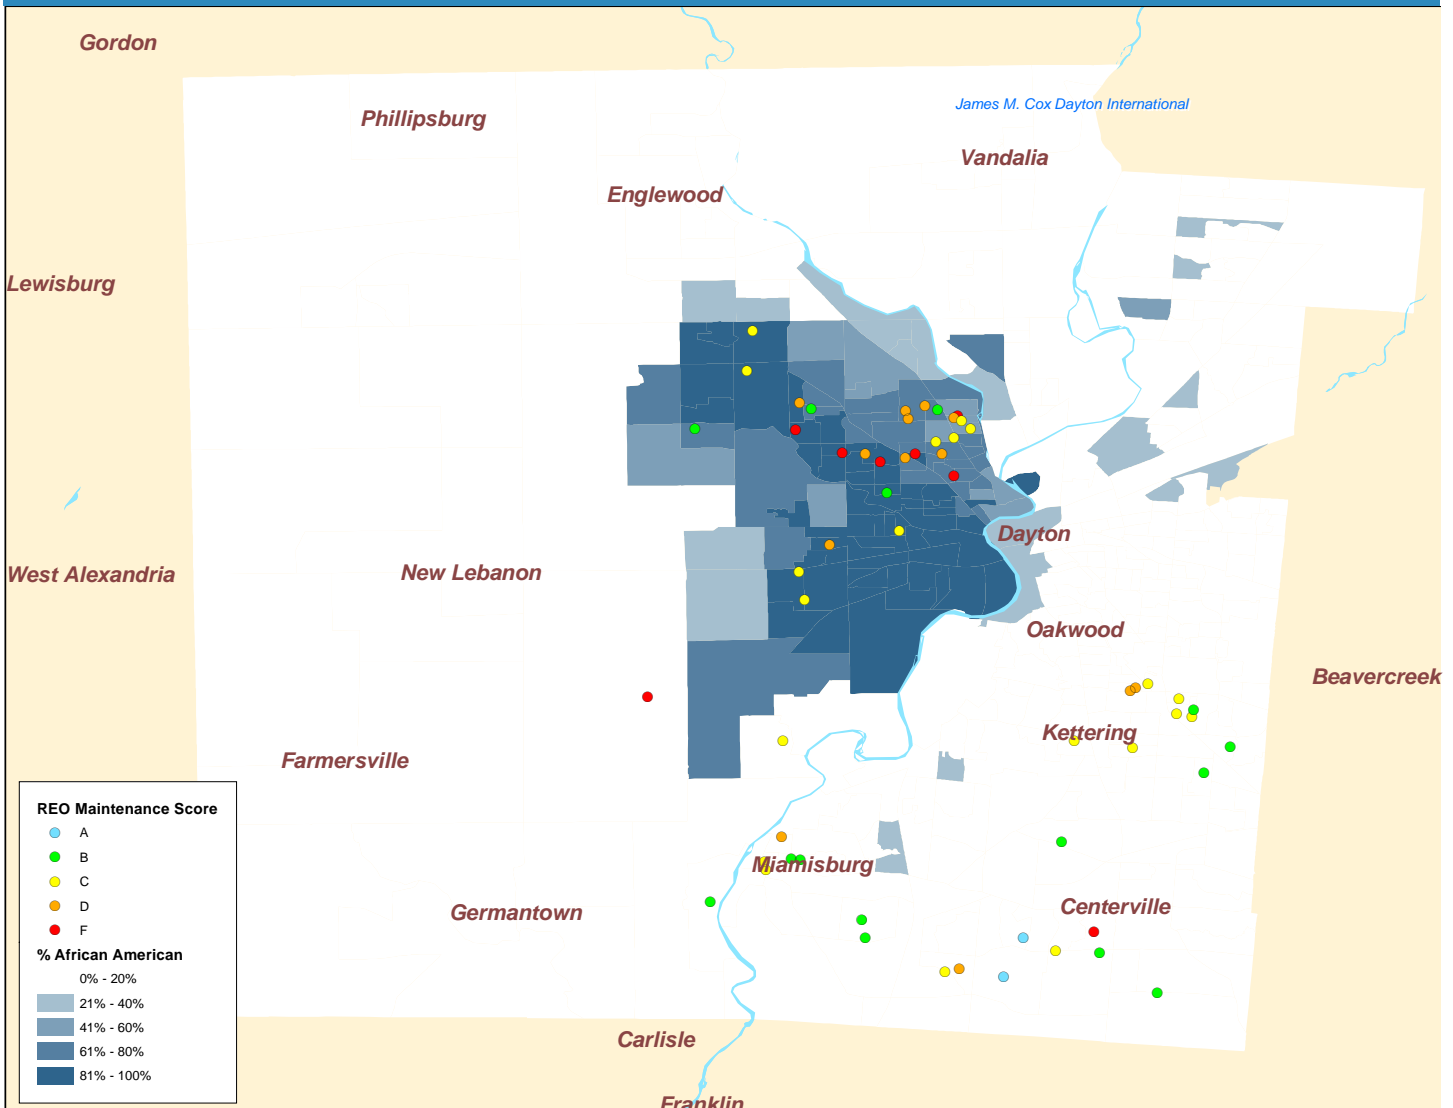 Gordon
James M. Cox Dayton International
Phillipsburg
Vandalia
Englewood
Lewisburg
Dayton
New Lebanon
West Alexandria
Oakwood
Beavercreek
Kettering
Farmersville
Miamisburg
Centerville
Germantown
Carlisle
Franklin
REO Maintenance Score
A
B
C
D
F
% African American
0% - 20%
21% - 40%
41% - 60%
61% - 80%
81% - 100%